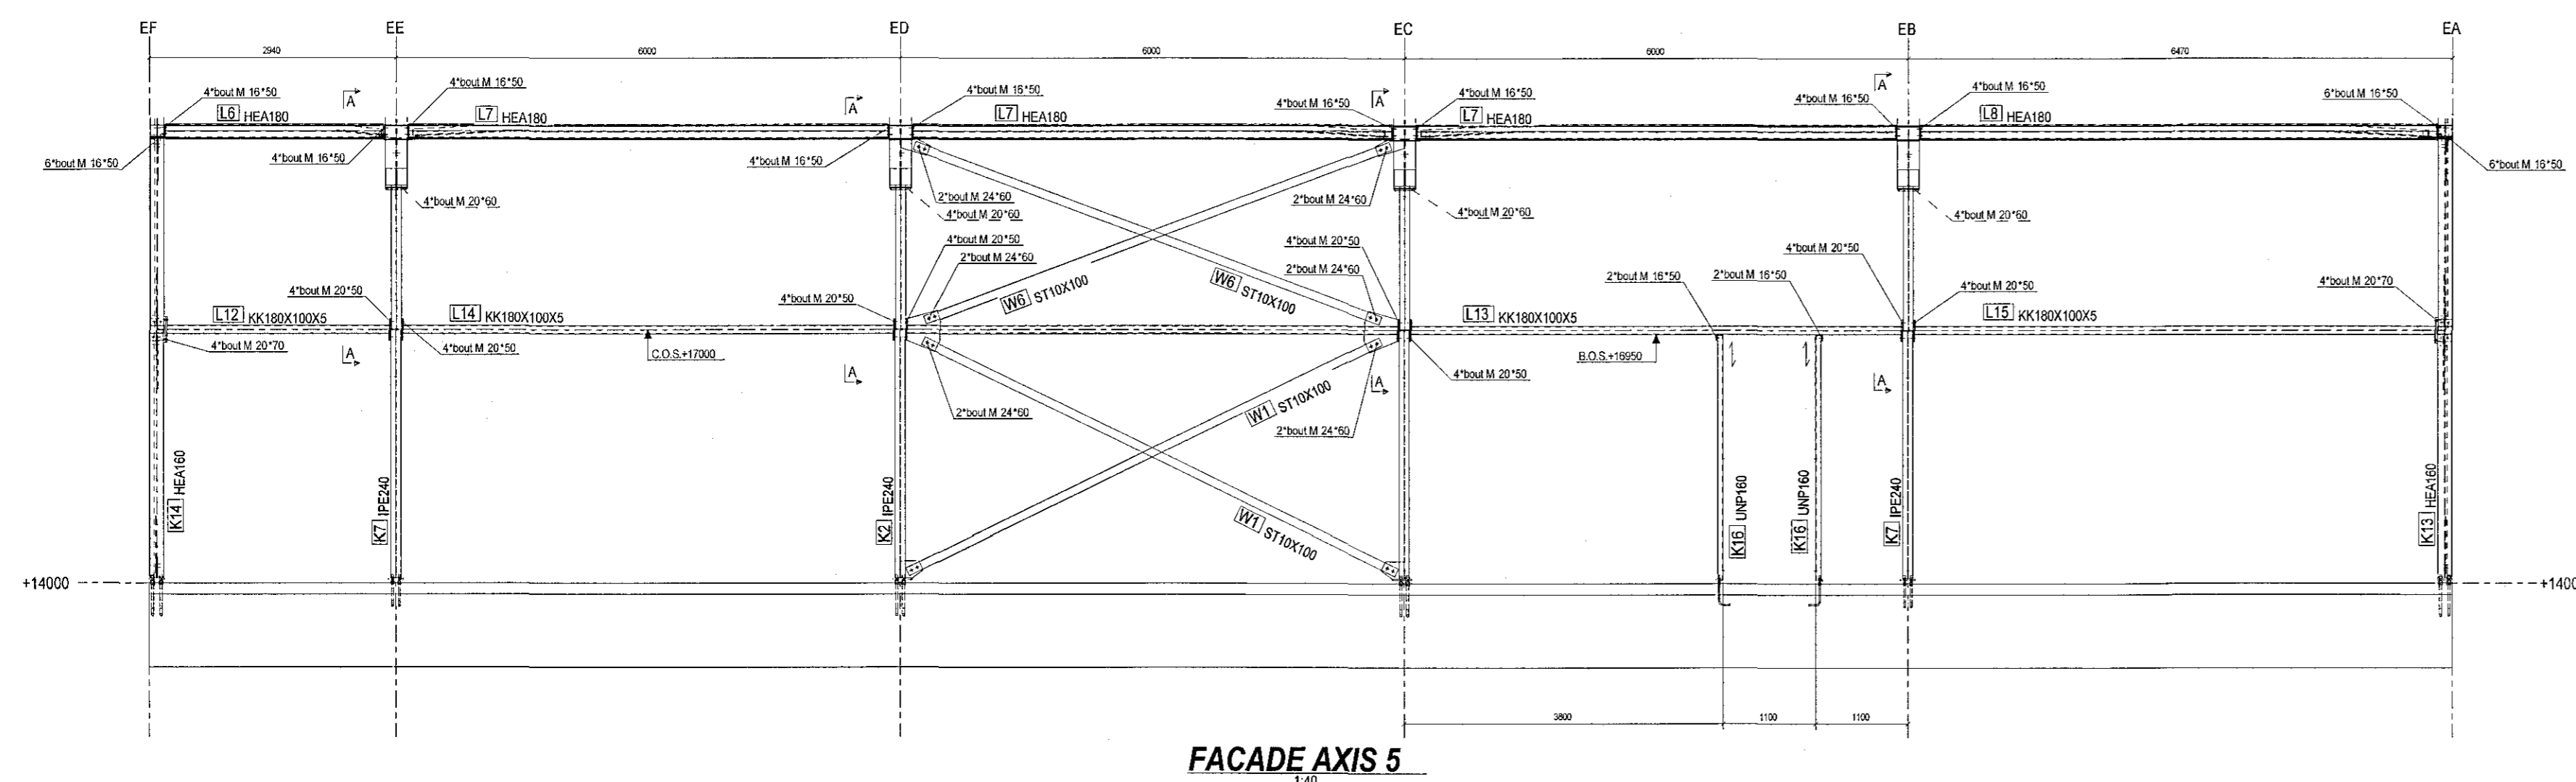 EF EE ED EC EB EA
2940 6000 6000 6000 6470
4*bout M 16*50
L6 HEA180
A
4*bout M 16*50
L7 HEA180
A
4*bout M 16*50
L7 HEA180
4*bout M 16*50
A
4*bout M 16*50
L7 HEA180
4*bout M 16*50
A
4*bout M 16*50
L8 HEA180
6*bout M 16*50
6*bout M 16*50
4*bout M 16*50
4*bout M 16*50
6*bout M 16*50
4*bout M 20*60
2*bout M 24*60
4*bout M 20*60
2*bout M 24*60
4*bout M 20*60
4*bout M 20*60
4*bout M 20*50
2*bout M 24*60
4*bout M 20*50
2*bout M 24*60
4*bout M 20*50
2*bout M 16*50
2*bout M 16*50
4*bout M 20*50
4*bout M 20*70
4*bout M 20*50
4*bout M 20*50
W6 ST10X100
W6 ST10X100
L12 KK180X100X5
L14 KK180X100X5
L13 KK180X100X5
L15 KK180X100X5
4*bout M 20*70
A
4*bout M 20*50
C.O.S.+17000
A
B.O.S.+16950
4*bout M 20*50
A
A
2*bout M 24*60
W1 ST10X100
2*bout M 24*60
W1 ST10X100
K14 HEA160
K7 IPE240
K2 IPE240
K16 UNP160
K16 UNP160
K7 IPE240
K13 HEA160
+14000
+1400
3800 1100 1100
FACADE AXIS 5
1:40